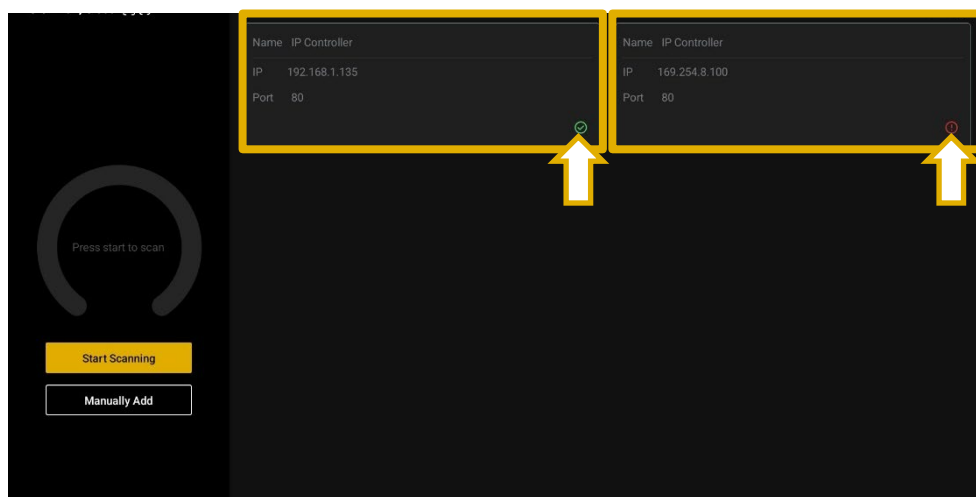 Name IP Controller
IP 192.168.1.135
Port 80
Name IP Controller
IP 169.254.8.100
Port 80
Press start to scan
Start Scanning
Manually Add